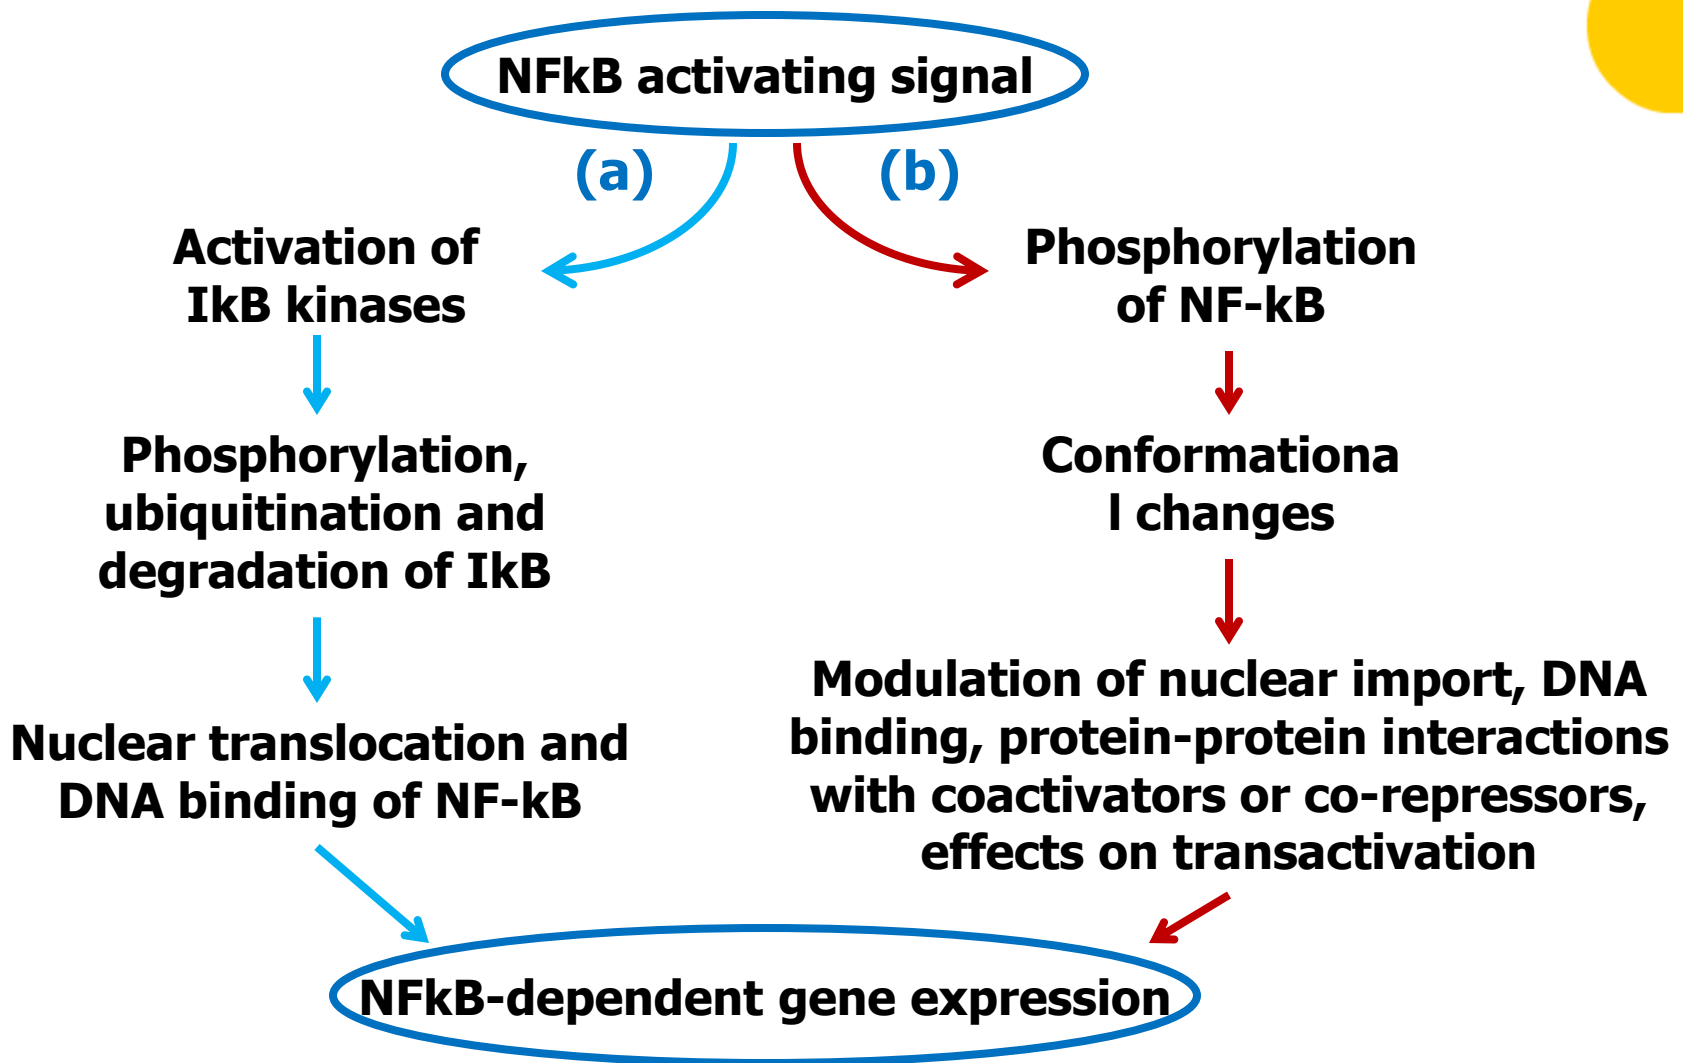 NFkB activating signal
(a)
(b)
Activation of
IkB kinases
Phosphorylation,
ubiquitination and
degradation of IkB
Nuclear translocation and
DNA binding of NF-kB
Phosphorylation
of NF-kB
Conformationa
l changes
Modulation of nuclear import, DNA
binding, protein-protein interactions
with coactivators or co-repressors,
effects on transactivation
NFkB-dependent gene expression